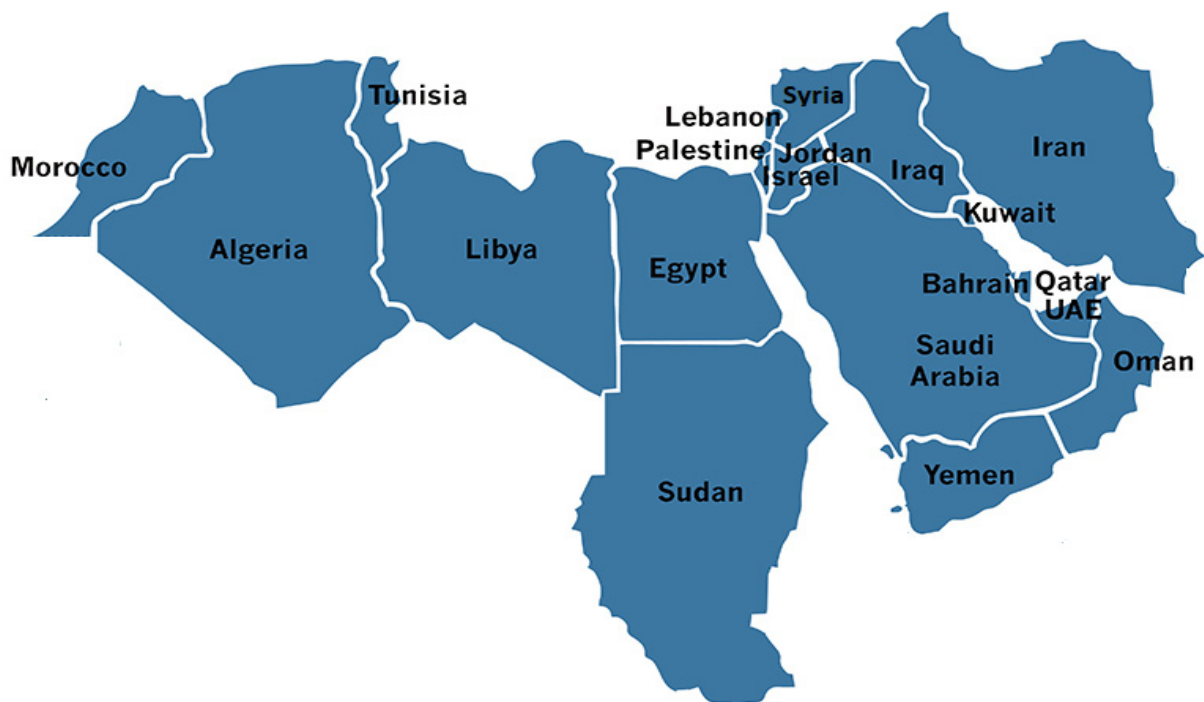 Tunisia
Syria
Lebanon
Morocco
Palestine
Jordan
Israel
Iraq
Iran
Kuwait
Algeria
Libya
Egypt
Bahrain
Qatar
UAE
Saudi
Arabia
Oman
Yemen
Sudan